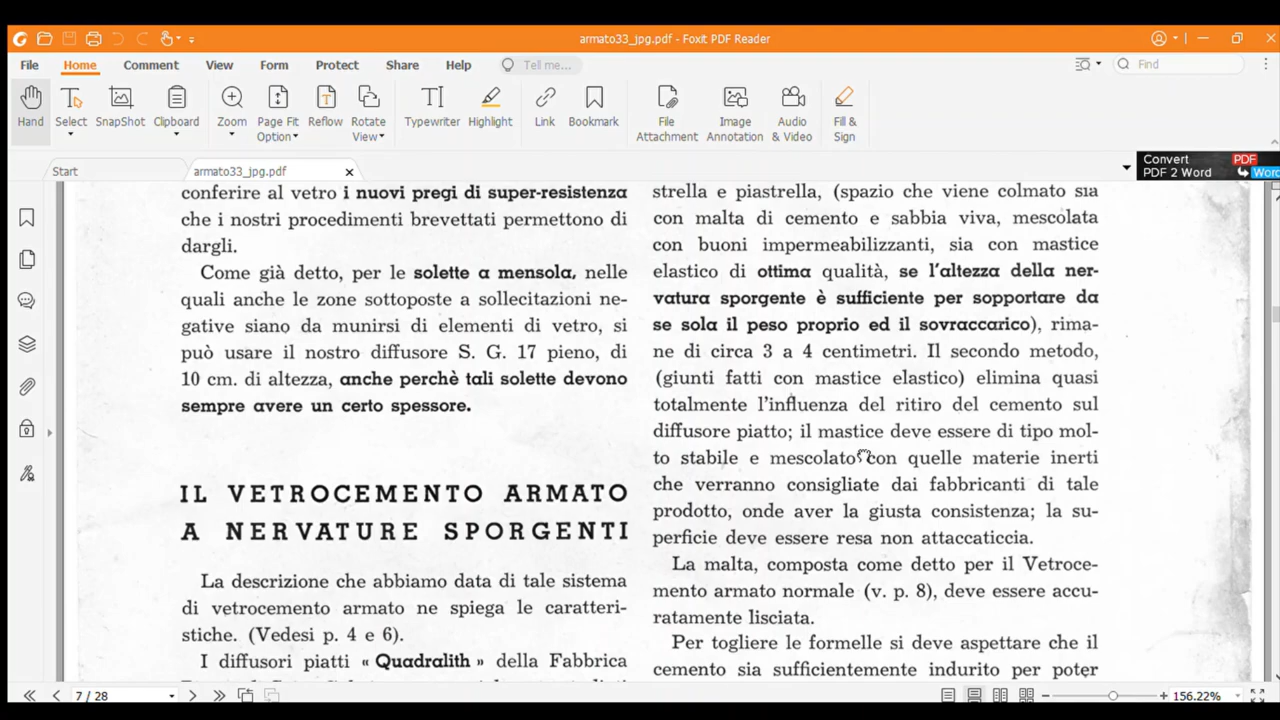 armato33_jpg.pdf - Foxit PDF Reader
File Home Comment View Form Protect Share Help Tell me... Find
Hand Select SnapShot Clipboard Zoom Page Fit Option Reflow Rotate View Typewriter Highlight Link Bookmark File Attachment Image Annotation Audio & Video Fill & Sign
Start armato33_jpg.pdf
Convert PDF
PDF 2 Word Word
conferire al vetro i nuovi pregi di super-resistenza
che i nostri procedimenti brevettati permettono di
dargli.
Come già detto, per le solette a mensola, nelle
quali anche le zone sottoposte a sollecitazioni ne-
gative siano da munirsi di elementi di vetro, si
può usare il nostro diffusore S. G. 17 pieno, di
10 cm. di altezza, anche perchè tali solette devono
sempre avere un certo spessore.
IL VETROCEMENTO ARMATO
A NERVATURE SPORGENTI
La descrizione che abbiamo data di tale sistema
di vetrocemento armato ne spiega le caratteri-
stiche. (Vedesi p. 4 e 6).
I diffusori piatti « Quadralith » della Fabbrica
strella e piastrella, (spazio che viene colmato sia
con malta di cemento e sabbia viva, mescolata
con buoni impermeabilizzanti, sia con mastice
elastico di ottima qualità, se l'altezza della ner-
vatura sporgente è sufficiente per sopportare da
se sola il peso proprio ed il sovraccarico), rima-
ne di circa 3 a 4 centimetri. Il secondo metodo,
(giunti fatti con mastice elastico) elimina quasi
totalmente l'influenza del ritiro del cemento sul
diffusore piatto; il mastice deve essere di tipo mol-
to stabile e mescolato con quelle materie inerti
che verranno consigliate dai fabbricanti di tale
prodotto, onde aver la giusta consistenza; la su-
perficie deve essere resa non attaccaticcia.
La malta, composta come detto per il Vetroce-
mento armato normale (v. p. 8), deve essere accu-
ratamente lisciata.
Per togliere le formelle si deve aspettare che il
cemento sia sufficientemente indurito per poter
7 / 28 156.22%